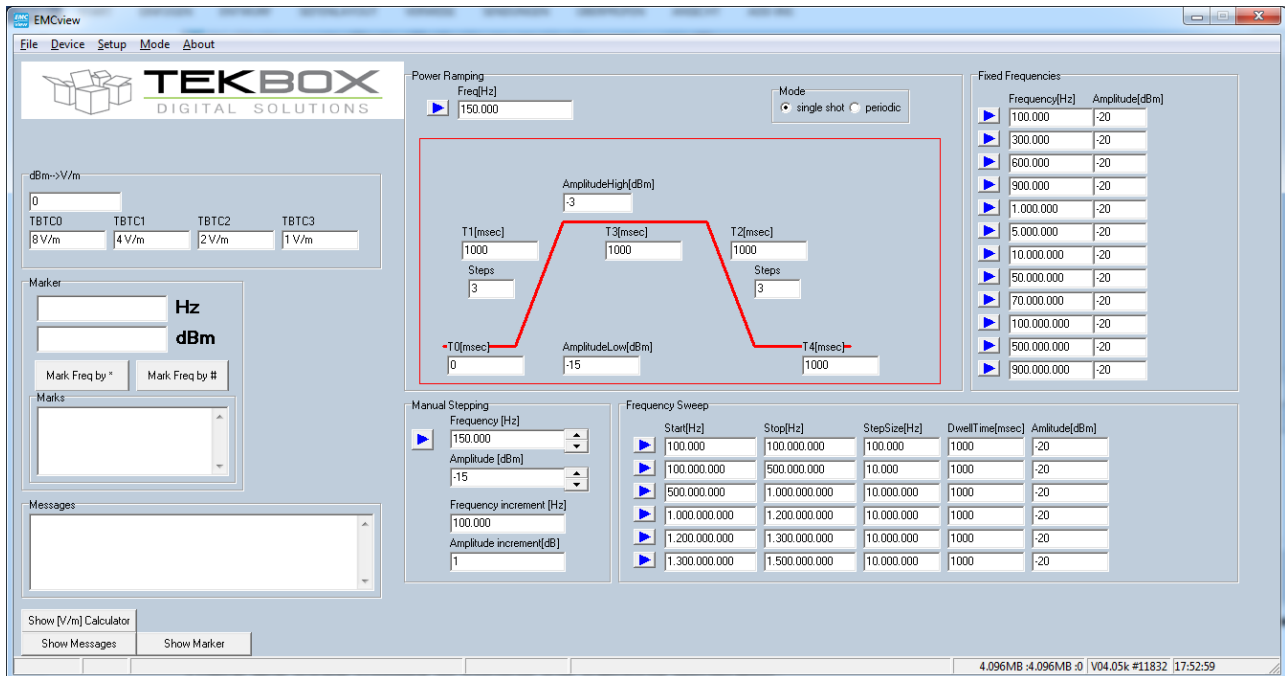 EMCview
File Device Setup Mode About
TEKBOX
DIGITAL SOLUTIONS
dBm-->V/m
0
TBTC0 TBTC1 TBTC2 TBTC3
8 V/m 4 V/m 2 V/m 1 V/m
Marker
Hz
dBm
Mark Freq by * Mark Freq by #
Marks
Messages
Show [V/m] Calculator
Show Messages Show Marker
Power Ramping
Freq[Hz]
150.000
Mode
single shot periodic
AmplitudeHigh[dBm]
-3
T1[msec] T3[msec] T2[msec]
1000 1000 1000
Steps Steps
3 3
T0[msec] AmplitudeLow[dBm] T4[msec]
0 -15 1000
Manual Stepping
Frequency [Hz]
150.000
Amplitude [dBm]
-15
Frequency increment [Hz]
100.000
Amplitude increment[dB]
1
Frequency Sweep
Start[Hz] Stop[Hz] StepSize[Hz] DwellTime[msec] Amlitude[dBm]
100.000 100.000.000 100.000 1000 -20
100.000.000 500.000.000 10.000 1000 -20
500.000.000 1.000.000.000 10.000.000 1000 -20
1.000.000.000 1.200.000.000 10.000.000 1000 -20
1.200.000.000 1.300.000.000 10.000.000 1000 -20
1.300.000.000 1.500.000.000 10.000.000 1000 -20
Fixed Frequencies
Frequency[Hz] Amplitude[dBm]
100.000 -20
300.000 -20
600.000 -20
900.000 -20
1.000.000 -20
5.000.000 -20
10.000.000 -20
50.000.000 -20
70.000.000 -20
100.000.000 -20
500.000.000 -20
900.000.000 -20
4.096MB :4.096MB :0 V04.05k #11832 17:52:59